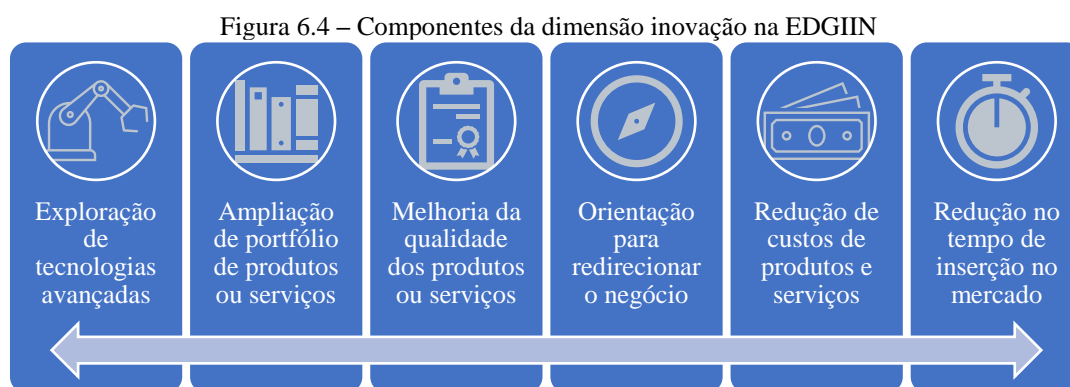 Figura 6.4 – Componentes da dimensão inovação na EDGIIN
Exploração
de
tecnologias
avançadas
Ampliação
de portfólio
de produtos
ou serviços
Melhoria da
qualidade
dos produtos
ou serviços
Orientação
para
redirecionar
o negócio
Redução de
custos de
produtos e
serviços
Redução no
tempo de
inserção no
mercado